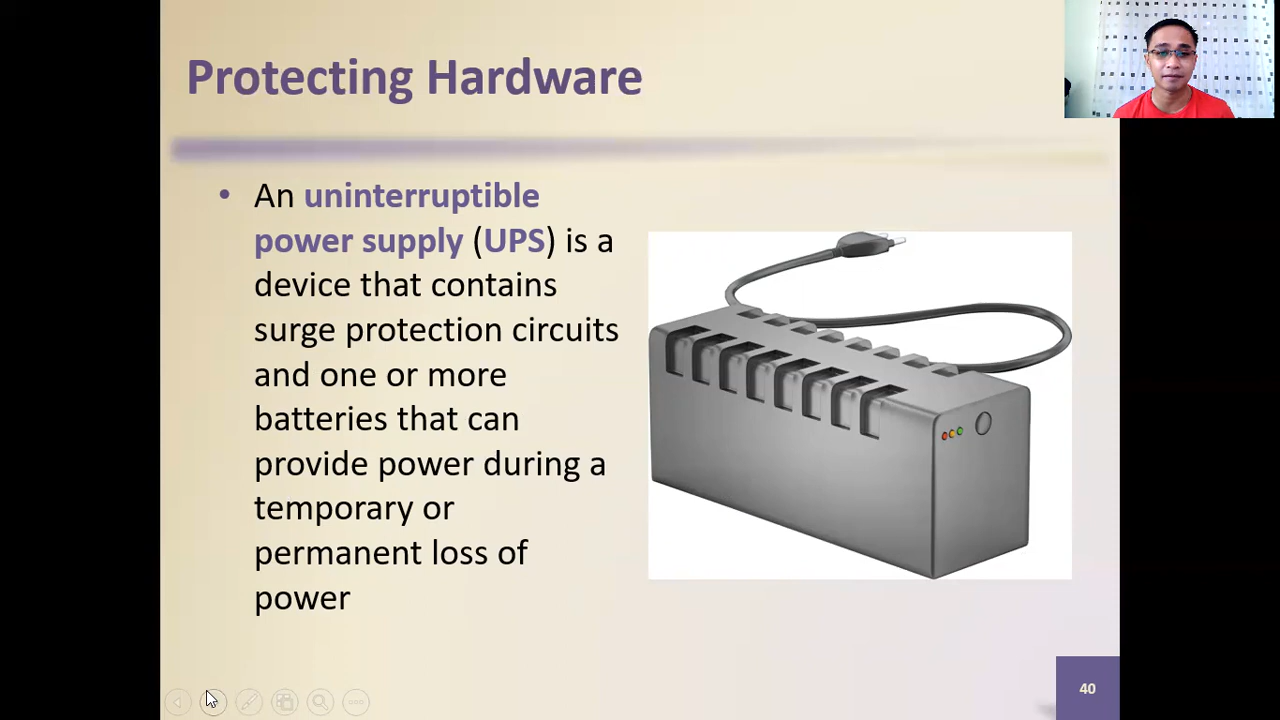 Protecting Hardware
• An uninterruptible
power supply (UPS) is a
device that contains
surge protection circuits
and one or more
batteries that can
provide power during a
temporary or
permanent loss of
power
40